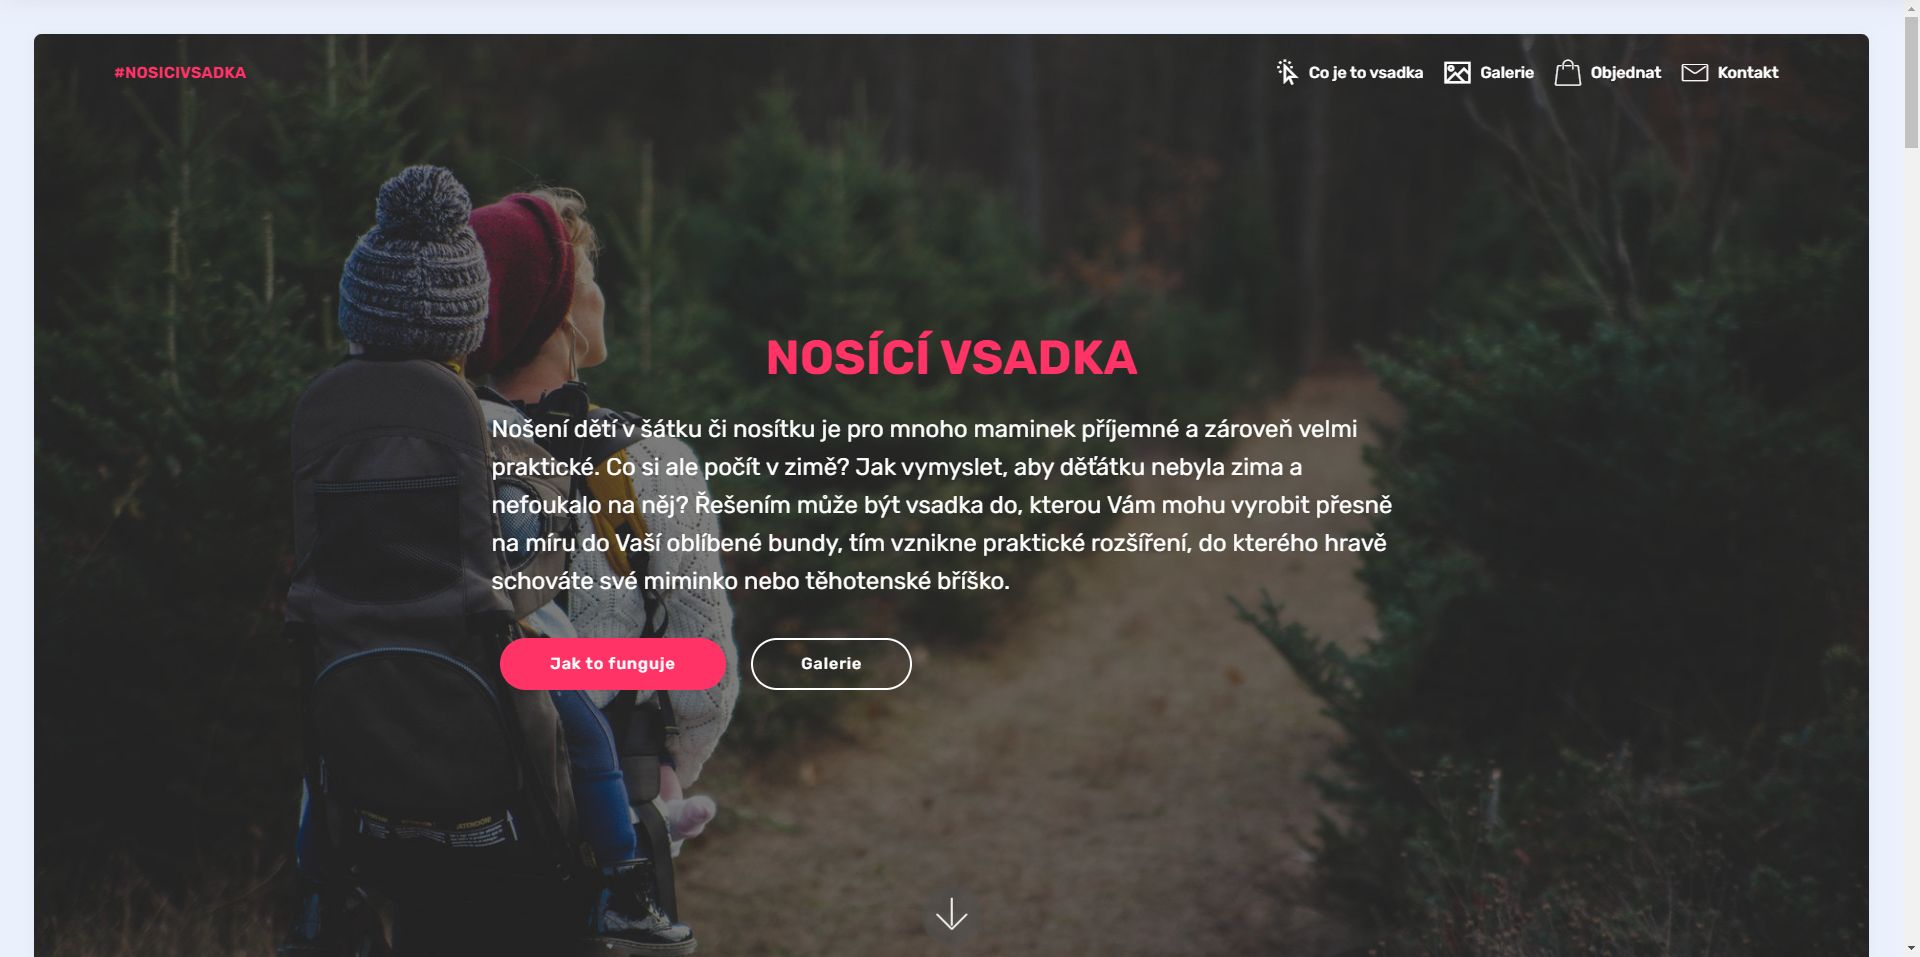 #NOSICIVSADKA
Co je to vsadka Galerie Objednat Kontakt
NOSÍCÍ VSADKA
Nošení dětí v šátku či nosítku je pro mnoho maminek příjemné a zároveň velmi
praktické. Co si ale počít v zimě? Jak vymyslet, aby děťátku nebyla zima a
nefoukalo na něj? Řešením může být vsadka do, kterou Vám mohu vyrobit přesně
na míru do Vaší oblíbené bundy, tím vznikne praktické rozšíření, do kterého hravě
schováte své miminko nebo těhotenské bříško.
Jak to funguje
Galerie